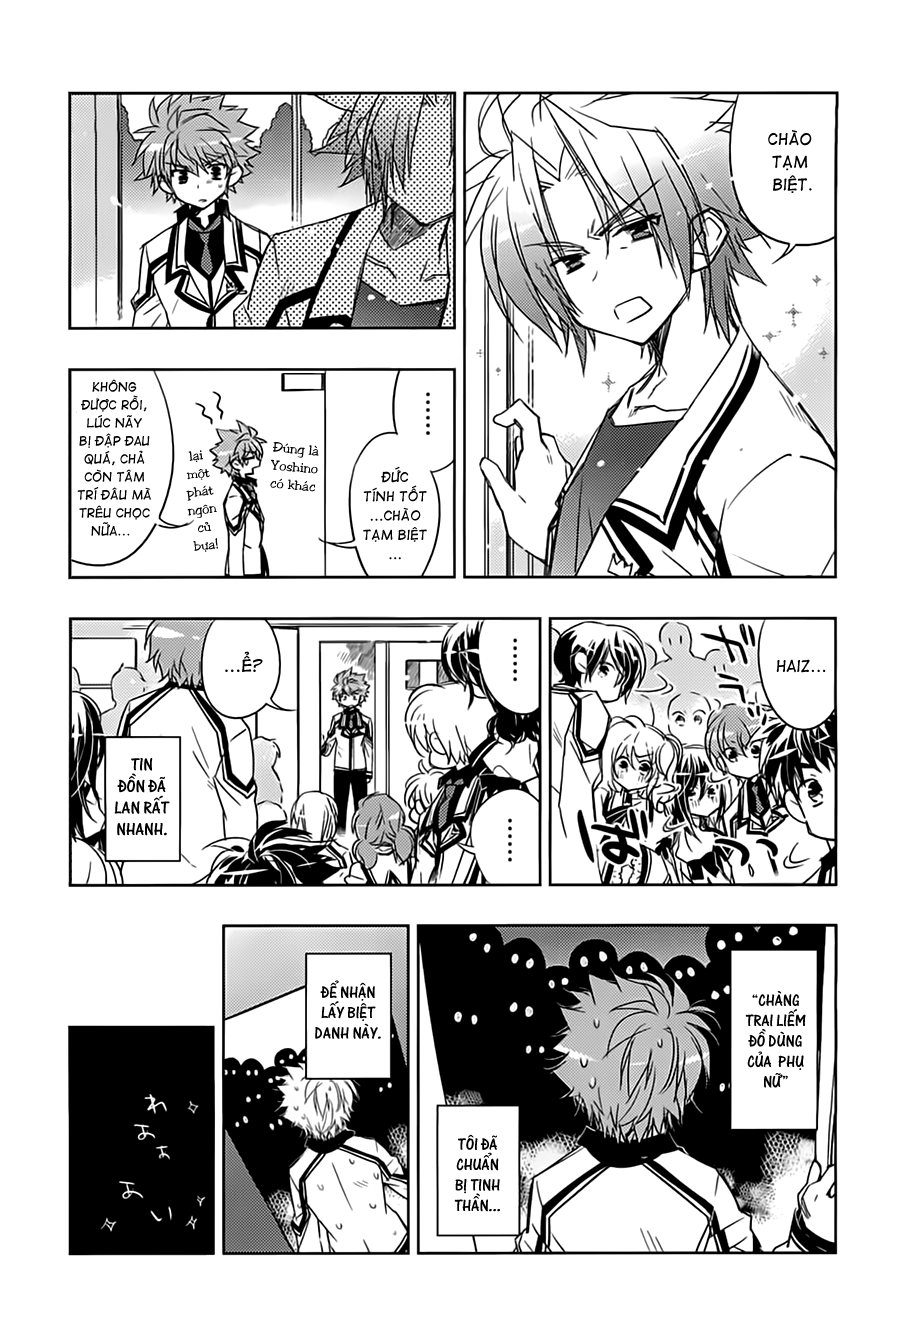 CHÀO
TẠM
BIỆT.
......
ĐỨC
TÍNH TỐT
...CHÀO
TẠM BIỆT
...
Đúng là
Yoshino
có khác
lại
một
phát
ngôn
củ
bựa!
KHÔNG
ĐƯỢC RỒI,
LÚC NÃY
BỊ ĐẬP ĐAU
QUÁ, CHẢ
CÒN TÂM
TRÍ ĐÂU MÀ
TRÊU CHỌC
NỮA...
HAIZ...
ば
......
......
...Ể?
TIN
ĐỒN ĐÃ
LAN RẤT
NHANH.
“CHÀNG
TRAI LIẾM
ĐỒ DÙNG
CỦA PHỤ
NỮ”
TÔI ĐÃ
CHUẨN
BỊ TINH
THẦN...
ĐỂ NHẬN
LẤY BIỆT
DANH NÀY.
わ
あぁ
あ
い